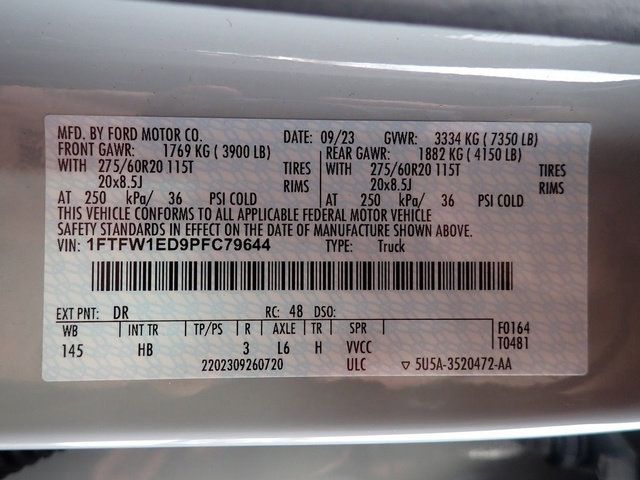 MFD. BY FORD MOTOR CO. DATE: 09/23 GVWR: 3334 KG ( 7350 LB)
FRONT GAWR: 1769 KG ( 3900 LB) REAR GAWR: 1882 KG ( 4150 LB)
WITH 275/60R20 115T TIRES WITH 275/60R20 115T TIRES
20x8.5J RIMS 20x8.5J RIMS
AT 250 kPa/ 36 PSI COLD AT 250 kPa/ 36 PSI COLD
THIS VEHICLE CONFORMS TO ALL APPLICABLE FEDERAL MOTOR VEHICLE
SAFETY STANDARDS IN EFFECT ON THE DATE OF MANUFACTURE SHOWN ABOVE.
VIN: 1FTFW1ED9PFC79644 TYPE: Truck
EXT PNT: DR RC: 48 DSO:
WB INT TR TP/PS R AXLE TR SPR F0164
145 HB 3 L6 H VVCC T0481
2202309260720 ULC ▽ 5U5A-3520472-AA